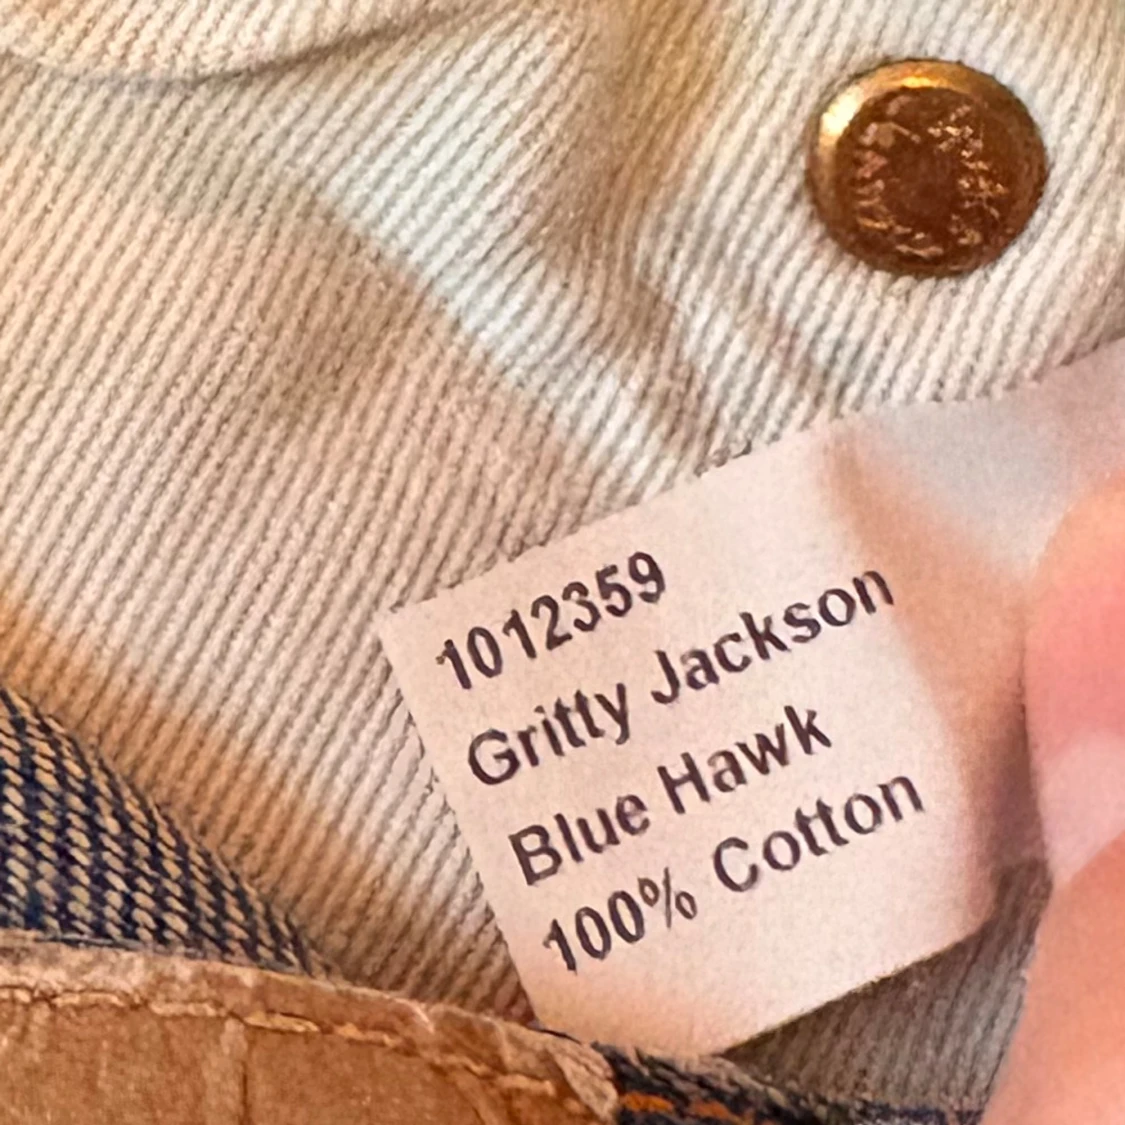 1012359
Gritty Jackson
Blue Hawk
100% Cotton